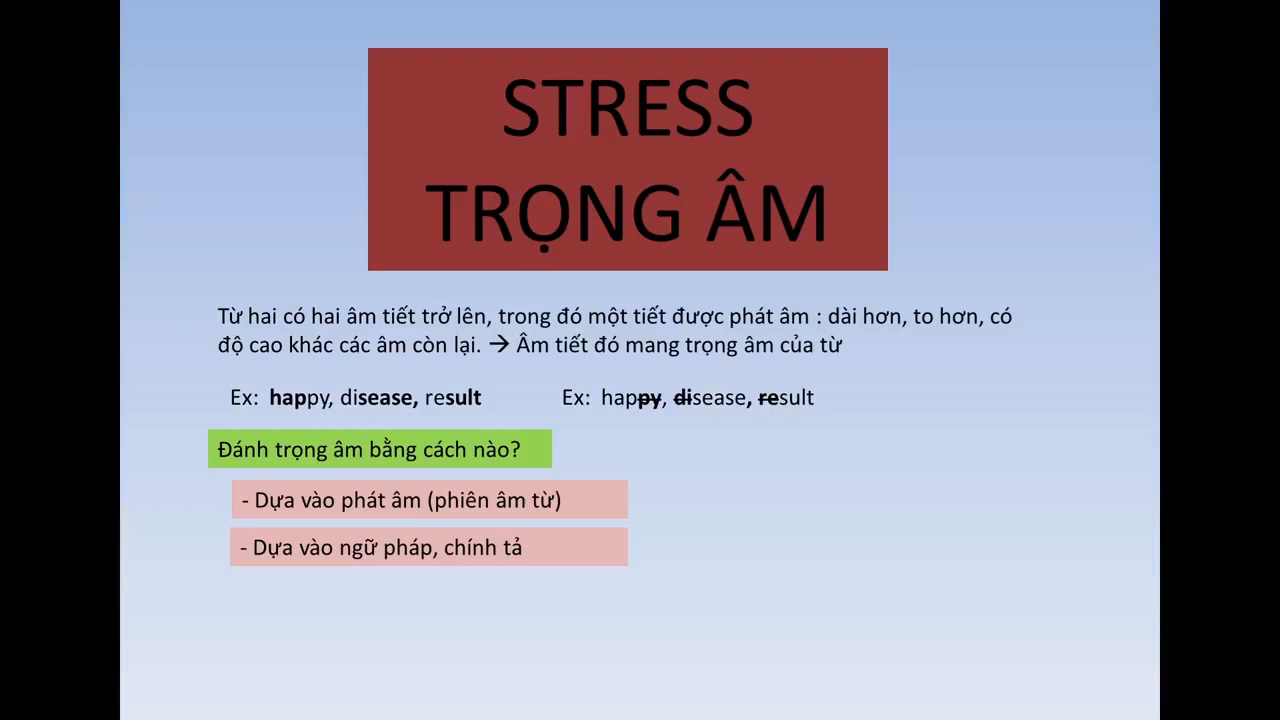 STRESS
TRỌNG ÂM
Từ hai có hai âm tiết trở lên, trong đó một tiết được phát âm : dài hơn, to hơn, có
độ cao khác các âm còn lại. → Âm tiết đó mang trọng âm của từ
Ex: happy, disease, result Ex: happy, disease, result
Đánh trọng âm bằng cách nào?
- Dựa vào phát âm (phiên âm từ)
- Dựa vào ngữ pháp, chính tả